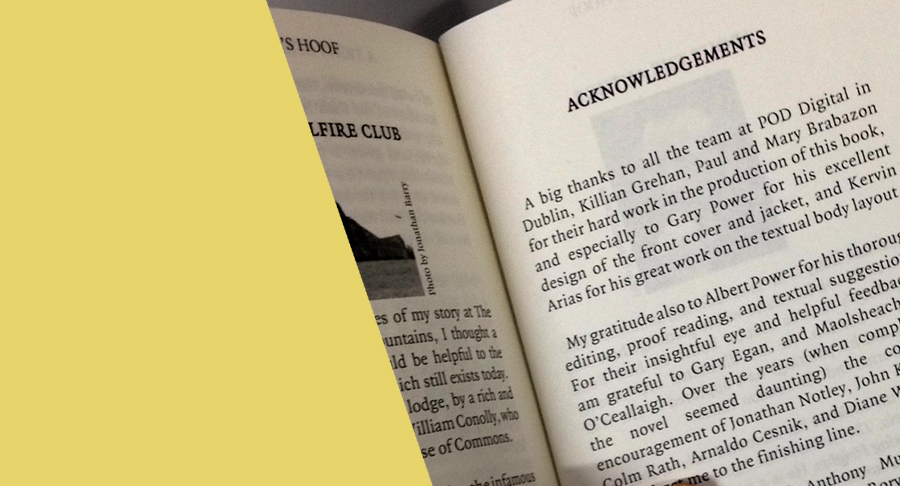 'S HOOF
LFIRE CLUB
Photo by Jonathan Barry
es of my story at The
untains, I thought a
ld be helpful to the
ich still exists today.
lodge, by a rich and
illiam Conolly, who
se of Commons.
the infamous
ACKNOWLEDGEMENTS
A big thanks to all the team at POD Digital in
Dublin, Killian Grehan, Paul and Mary Brabazon
for their hard work in the production of this book,
and especially to Gary Power for his excellent
design of the front cover and jacket, and Kervin
Arias for his great work on the textual body layout
My gratitude also to Albert Power for his thoroug
editing, proof reading, and textual suggestio
For their insightful eye and helpful feedba
am grateful to Gary Egan, and Maolsheach
O'Ceallaigh. Over the years (when comp
the novel seemed daunting) the co
encouragement of Jonathan Notley, John K
Colm Rath, Arnaldo Cesnik, and Diane W
me to the finishing line.
Anthony Mu